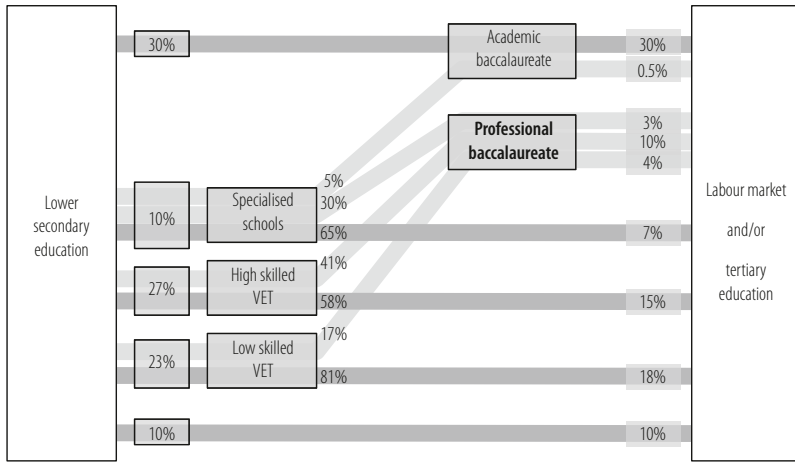 30%
Academic
baccalaureate
30%
0.5%
Professional
baccalaureate
3%
10%
4%
Lower
secondary
education
10%
Specialised
schools
5%
30%
65%
7%
Labour market
and/or
tertiary
education
27%
High skilled
VET
41%
58%
15%
23%
Low skilled
VET
17%
81%
18%
10%
10%